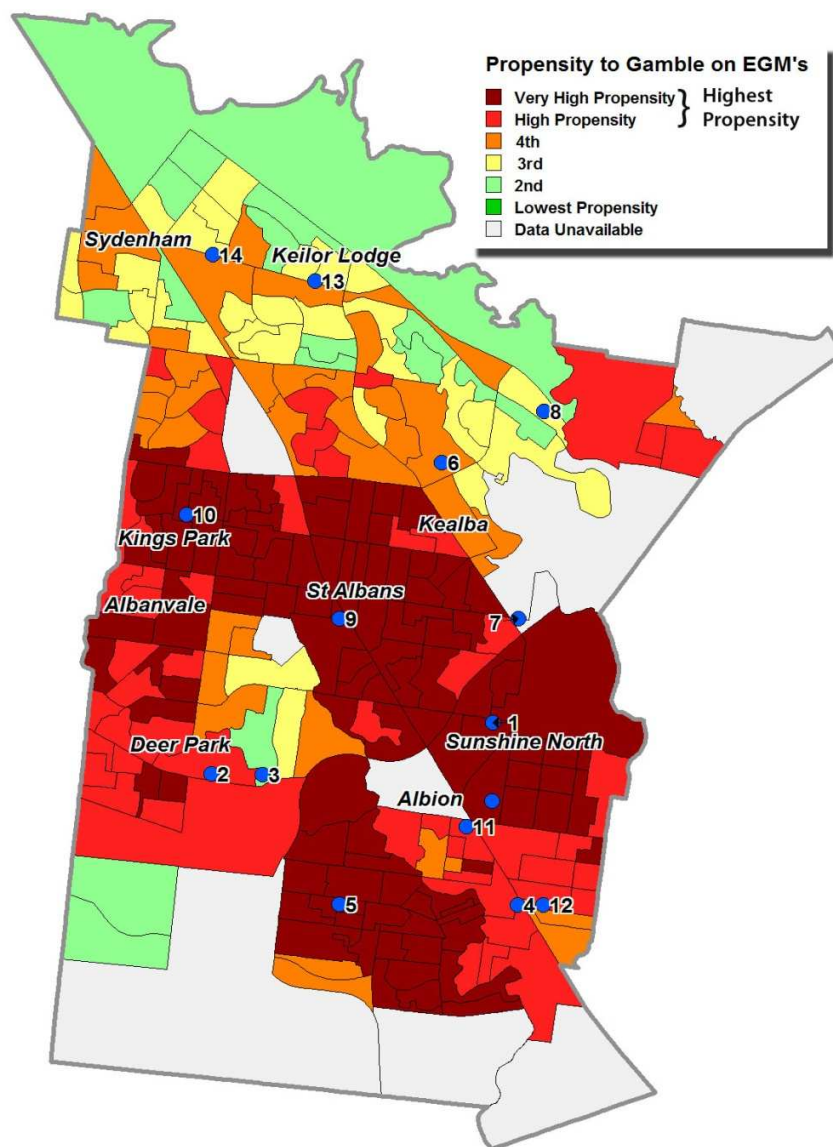 Propensity to Gamble on EGM's
Very High Propensity } Highest
High Propensity Propensity
4th
3rd
2nd
Lowest Propensity
Data Unavailable
Sydenham
14
Keilor Lodge
13
8
6
10
Kings Park
Kealba
St Albans
Albanvale
9
7
1
Deer Park
Sunshine North
2
3
Albion
11
5
4
12